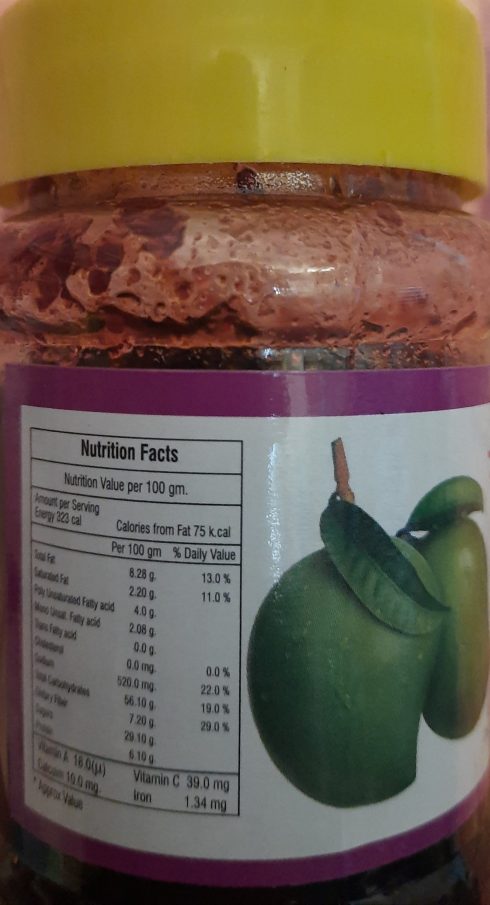 Nutrition Facts
Nutrition Value per 100 gm.
Amount per Serving
Energy 323 cal Calories from Fat 75 k.cal
Per 100 gm % Daily Value
Total Fat 8.28 g. 13.0 %
Saturated Fat 2.20 g. 11.0 %
Poly Unsaturated Fatty acid 4.0 g.
Mono Unsat. Fatty acid 2.08 g.
Trans Fatty acid 0.0 g.
Cholesterol 0.0 mg. 0.0 %
Sodium 520.0 mg. 22.0 %
Carbohydrates 56.10 g. 19.0 %
Dietary Fiber 7.20 g. 29.0 %
Sugars 29.10 g.
Protein 6.10 g.
Vitamin A 16.0(µ) Vitamin C 39.0 mg
Calcium 10.0 mg. Iron 1.34 mg
* Approx Value